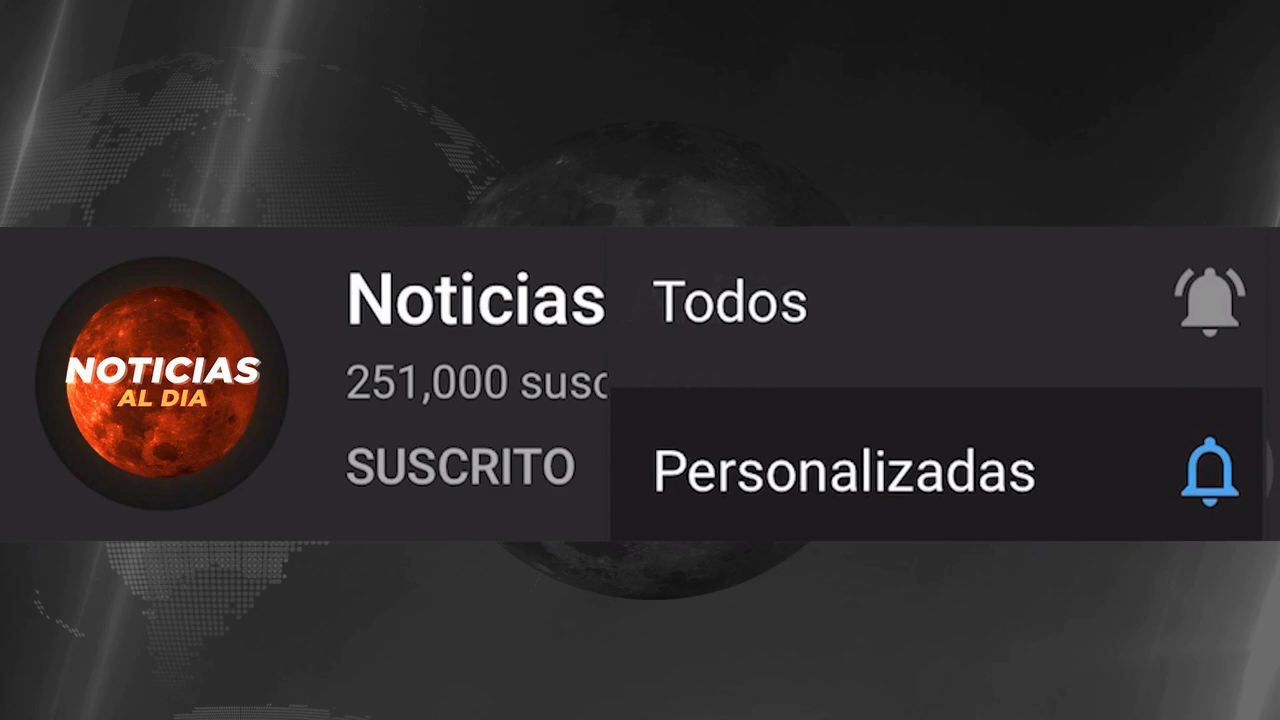 NOTICIAS
AL DIA
Noticias
251,000 susc
SUSCRITO
Todos
Personalizadas